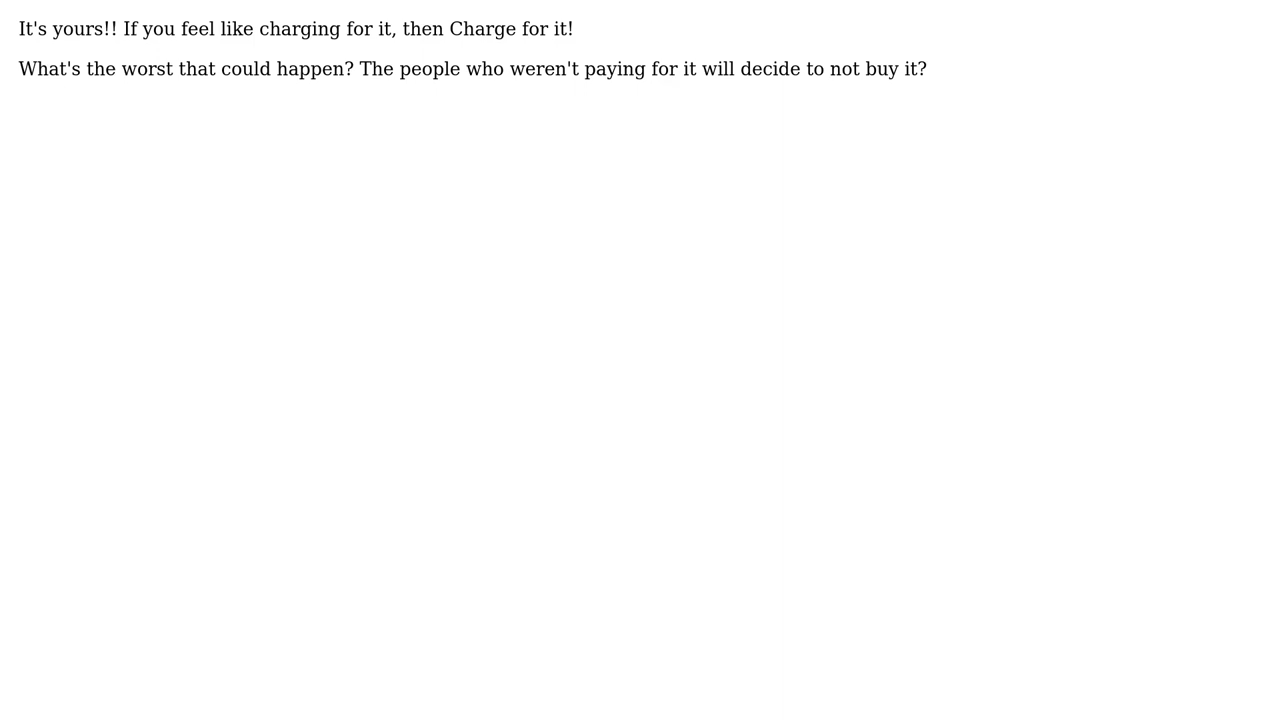 It's yours!! If you feel like charging for it, then Charge for it!
What's the worst that could happen? The people who weren't paying for it will decide to not buy it?